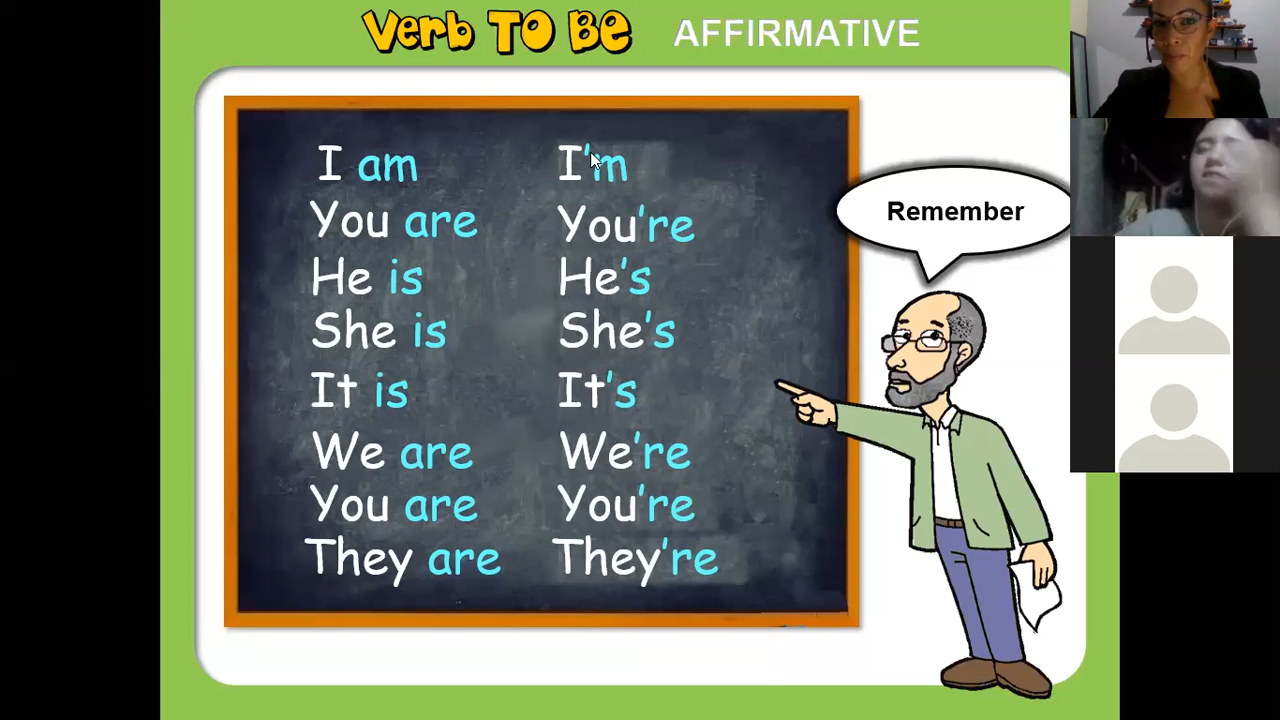 Verb TO BE AFFIRMATIVE
I am I'm
You are You're
He is He's
She is She's
It is It's
We are We're
You are You're
They are They're
Remember